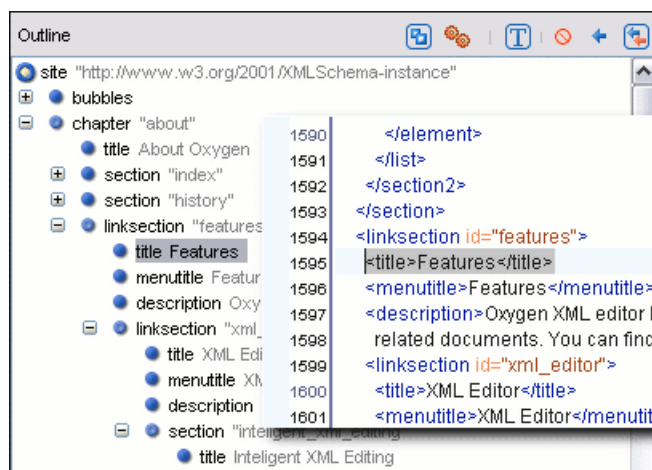 Outline
site "http://www.w3.org/2001/XMLSchema-instance"
bubbles
chapter "about"
title About Oxygen
section "index"
section "history"
linksection "features
title Features
menutitle Featur
description Oxy
linksection "xml_
title XML Edi
menutitle XM
description
section "inteligent_xml_editing
title Inteligent XML Editing
1590 </element>
1591 </list>
1592 </section2>
1593 </section>
1594 <linksection id="features">
1595 <title>Features</title>
1596 <menutitle>Features</menutitle>
1597 <description>Oxygen XML editor
1598 related documents. You can find
1599 <linksection id="xml_editor">
1600 <title>XML Editor</title>
1601 <menutitle>XML Editor</menutit